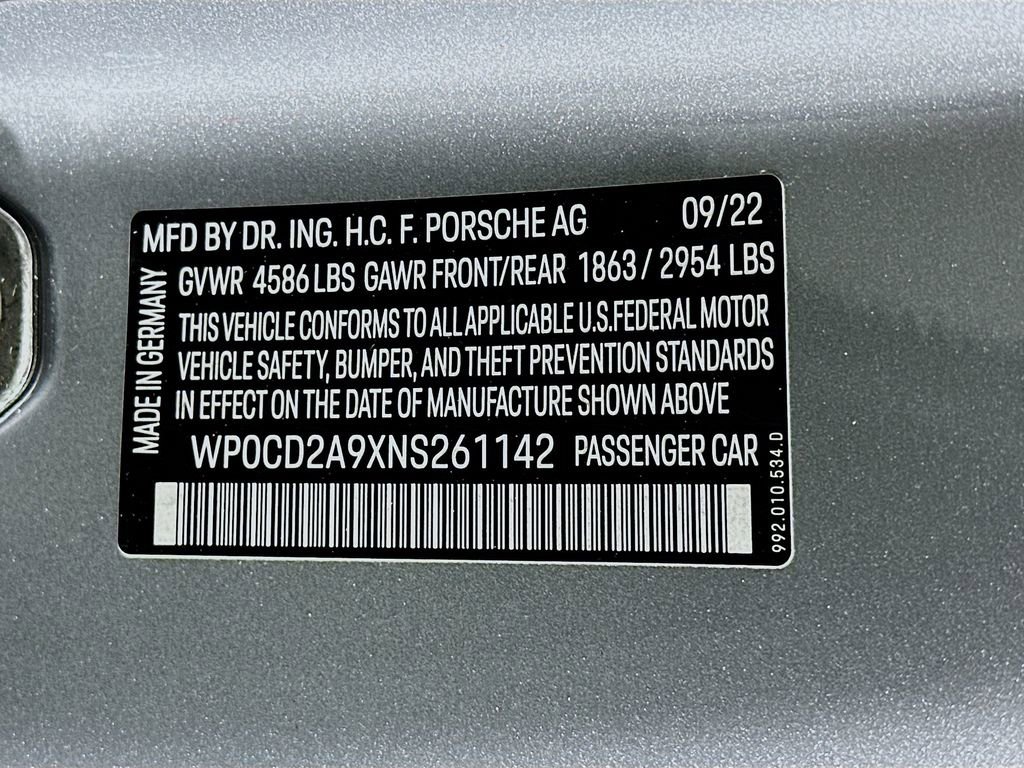 MFD BY DR. ING. H.C. F. PORSCHE AG 09/22
GVWR 4586 LBS GAWR FRONT/REAR 1863 / 2954 LBS
THIS VEHICLE CONFORMS TO ALL APPLICABLE U.S.FEDERAL MOTOR
VEHICLE SAFETY, BUMPER, AND THEFT PREVENTION STANDARDS
IN EFFECT ON THE DATE OF MANUFACTURE SHOWN ABOVE
WP0CD2A9XNS261142 PASSENGER CAR
MADE IN GERMANY
992.010.534.D